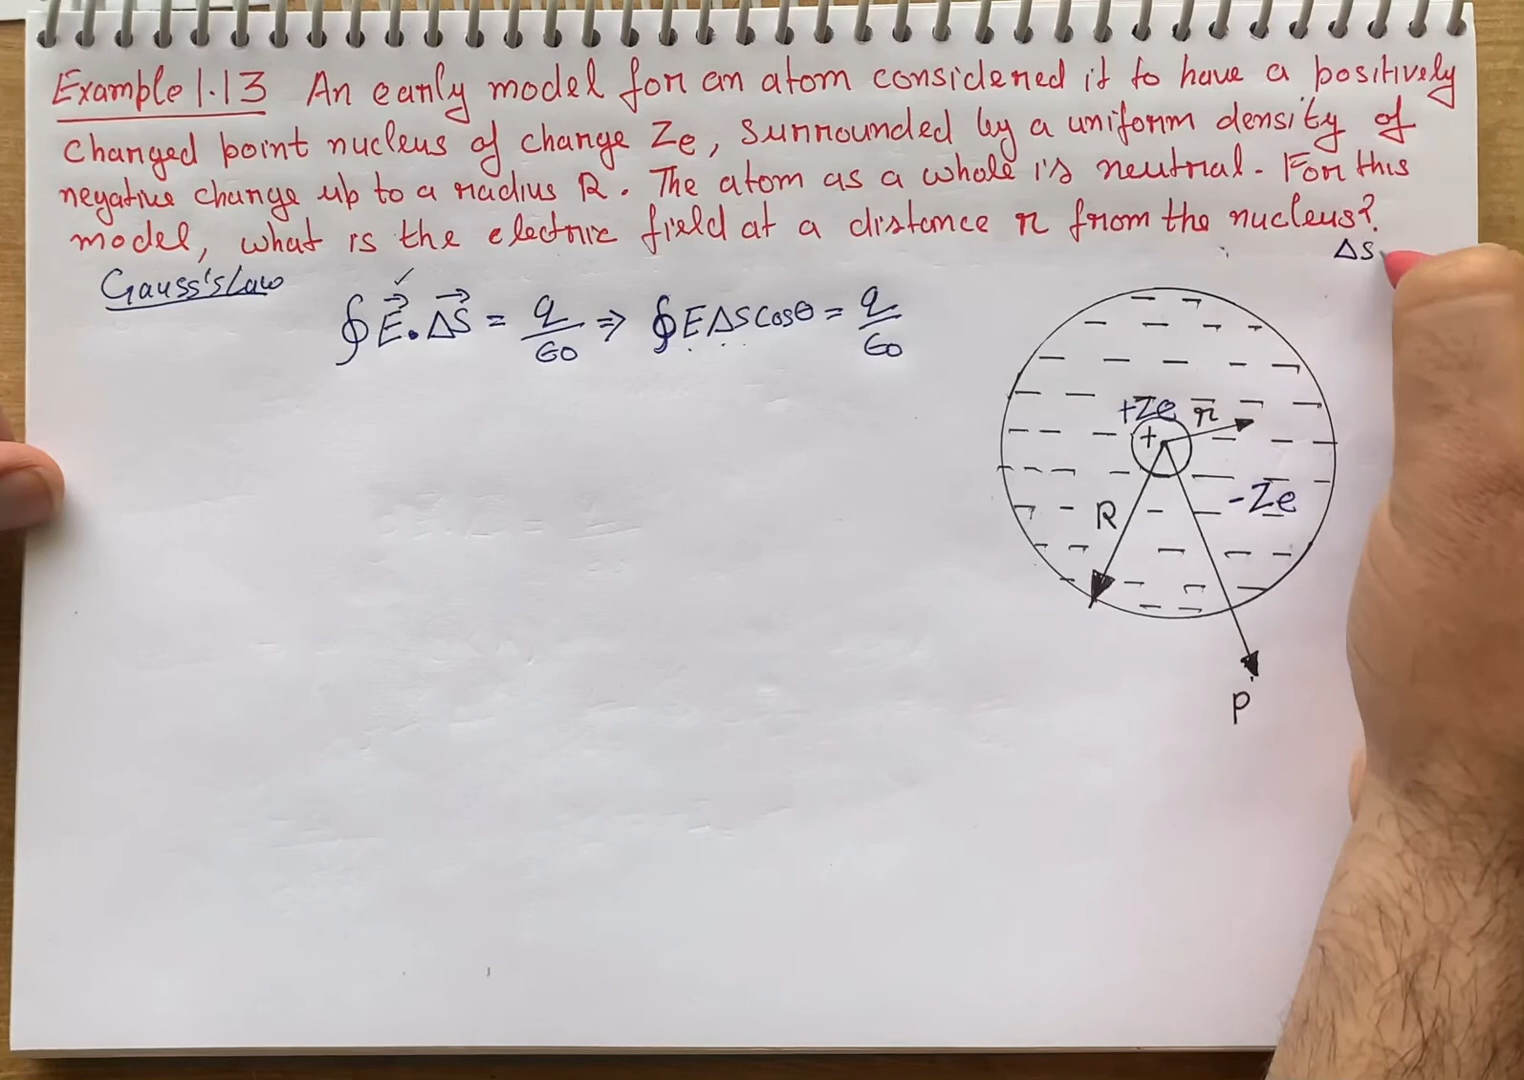 Example 1.13 An early model for an atom considered it to have a positively
charged point nucleus of charge Ze, surrounded by a uniform density of
negative charge up to a radius R. The atom as a whole is neutral. For this
model, what is the electric field at a distance r from the nucleus?
ΔS
Gauss's Law
∮E⃗.ΔS⃗ = q/ϵ0 ⇒ ∮EΔS Cosθ = q/ϵ0
+Ze r
+
-Ze
R
P